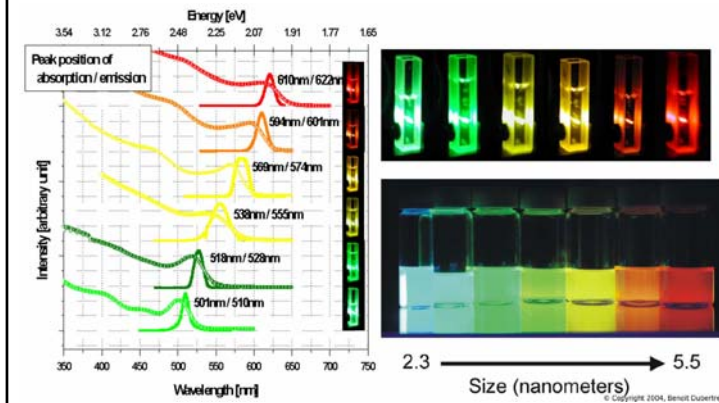 Energy [eV]
3.54 3.12 2.76 2.48 2.25 2.07 1.91 1.77 1.65
Peak position of
absorption / emission
610nm / 622nm
594nm / 601nm
569nm / 574nm
538nm / 555nm
518nm / 528nm
501nm / 510nm
Intensity [arbitrary unit]
350 400 450 500 550 600 650 700 750
Wavelength [nm]
2.3 5.5
Size (nanometers)
© Copyright 2004, Benoit Dubertre